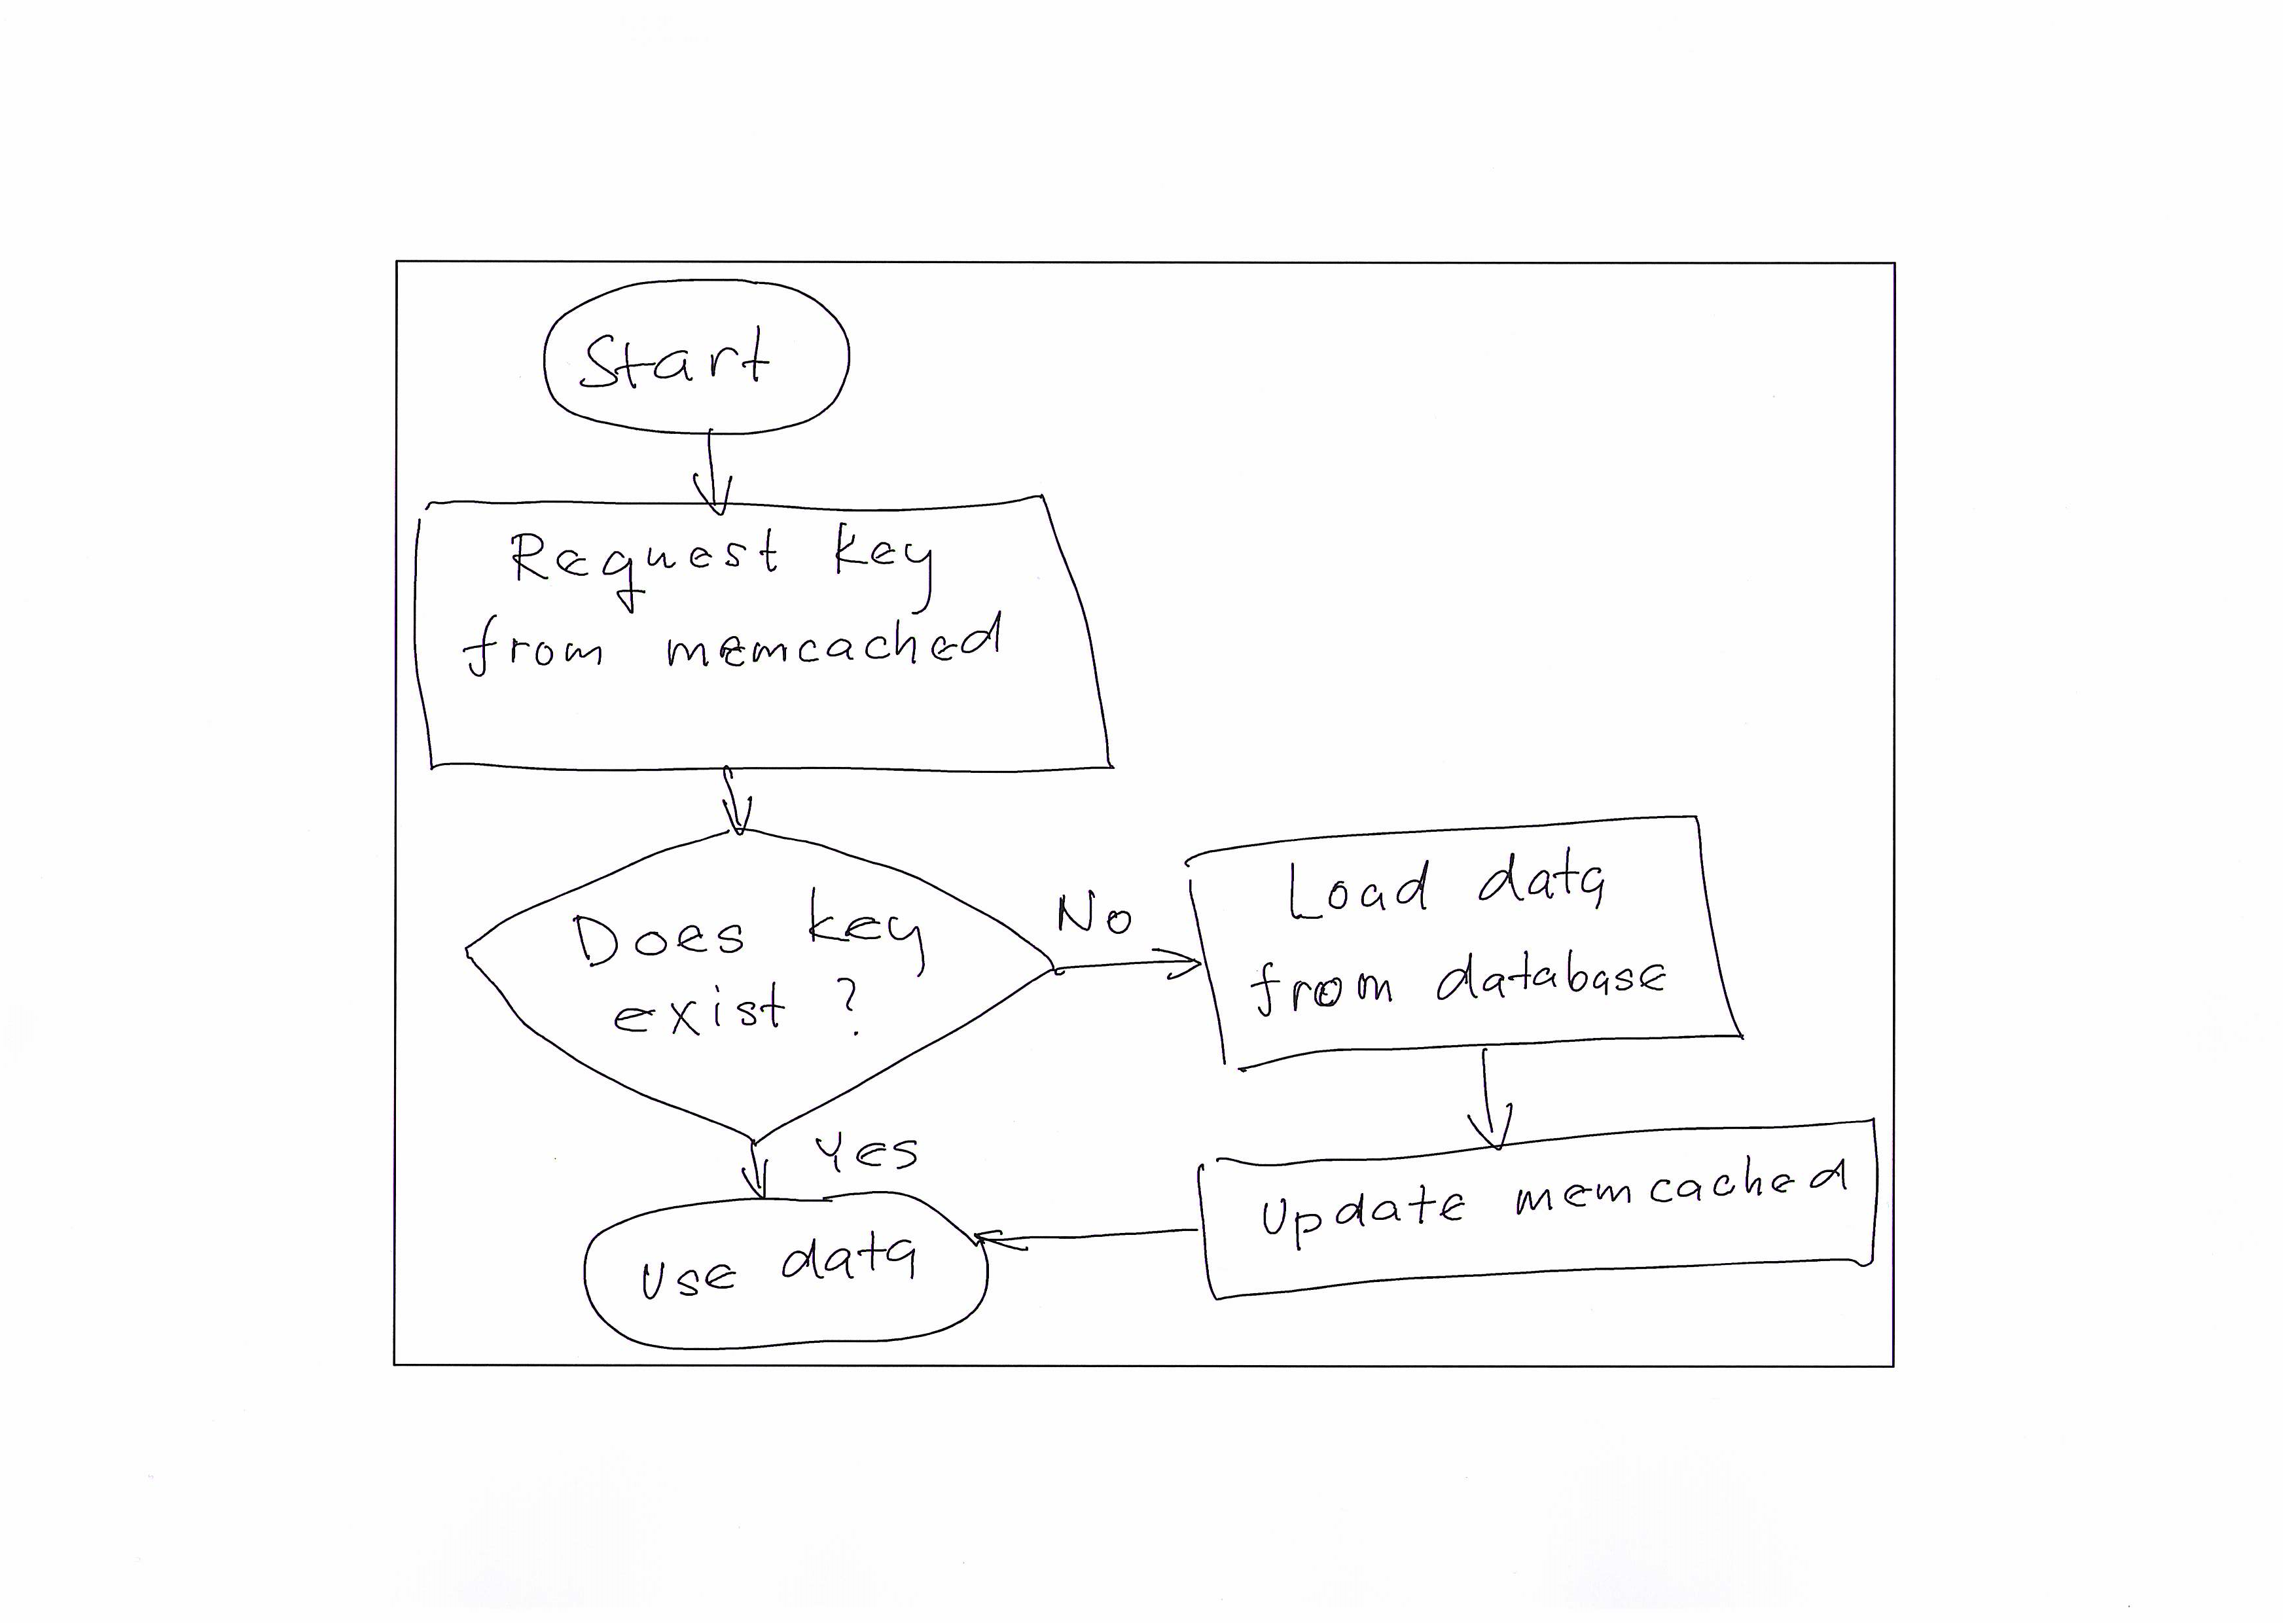 Start
Request key
from memcached
Does key
exist ?
No
Load data
from database
Yes
Update memcached
Use data